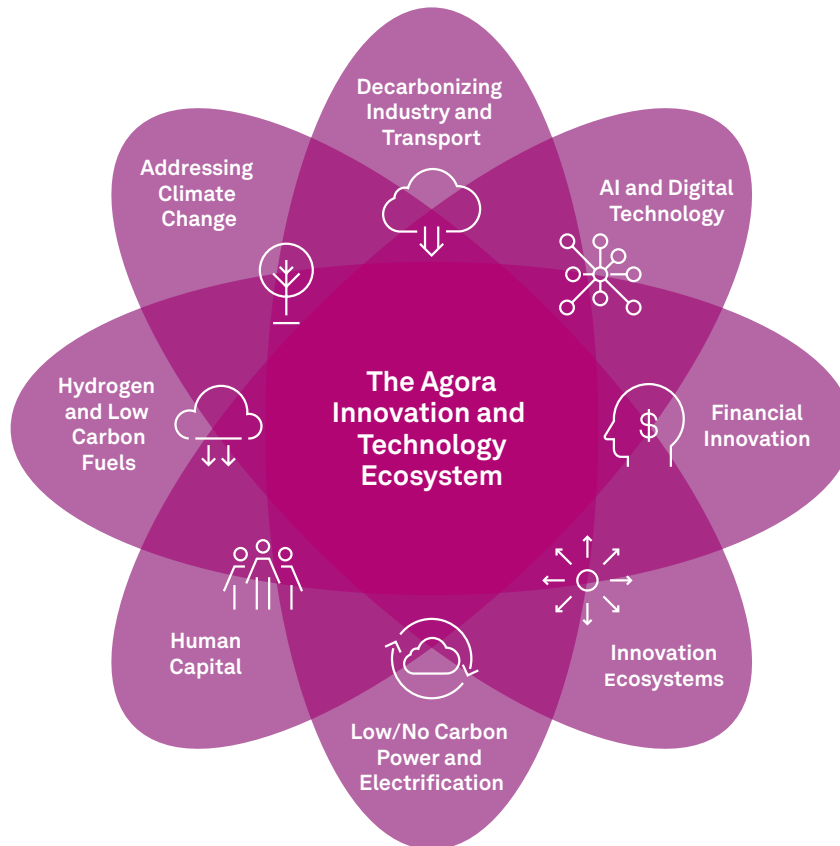 Decarbonizing
Industry and
Transport
Addressing
Climate
Change
AI and Digital
Technology
The Agora
Innovation and
Technology
Ecosystem
Hydrogen
and Low
Carbon
Fuels
$
Financial
Innovation
Human
Capital
Innovation
Ecosystems
Low/No Carbon
Power and
Electrification